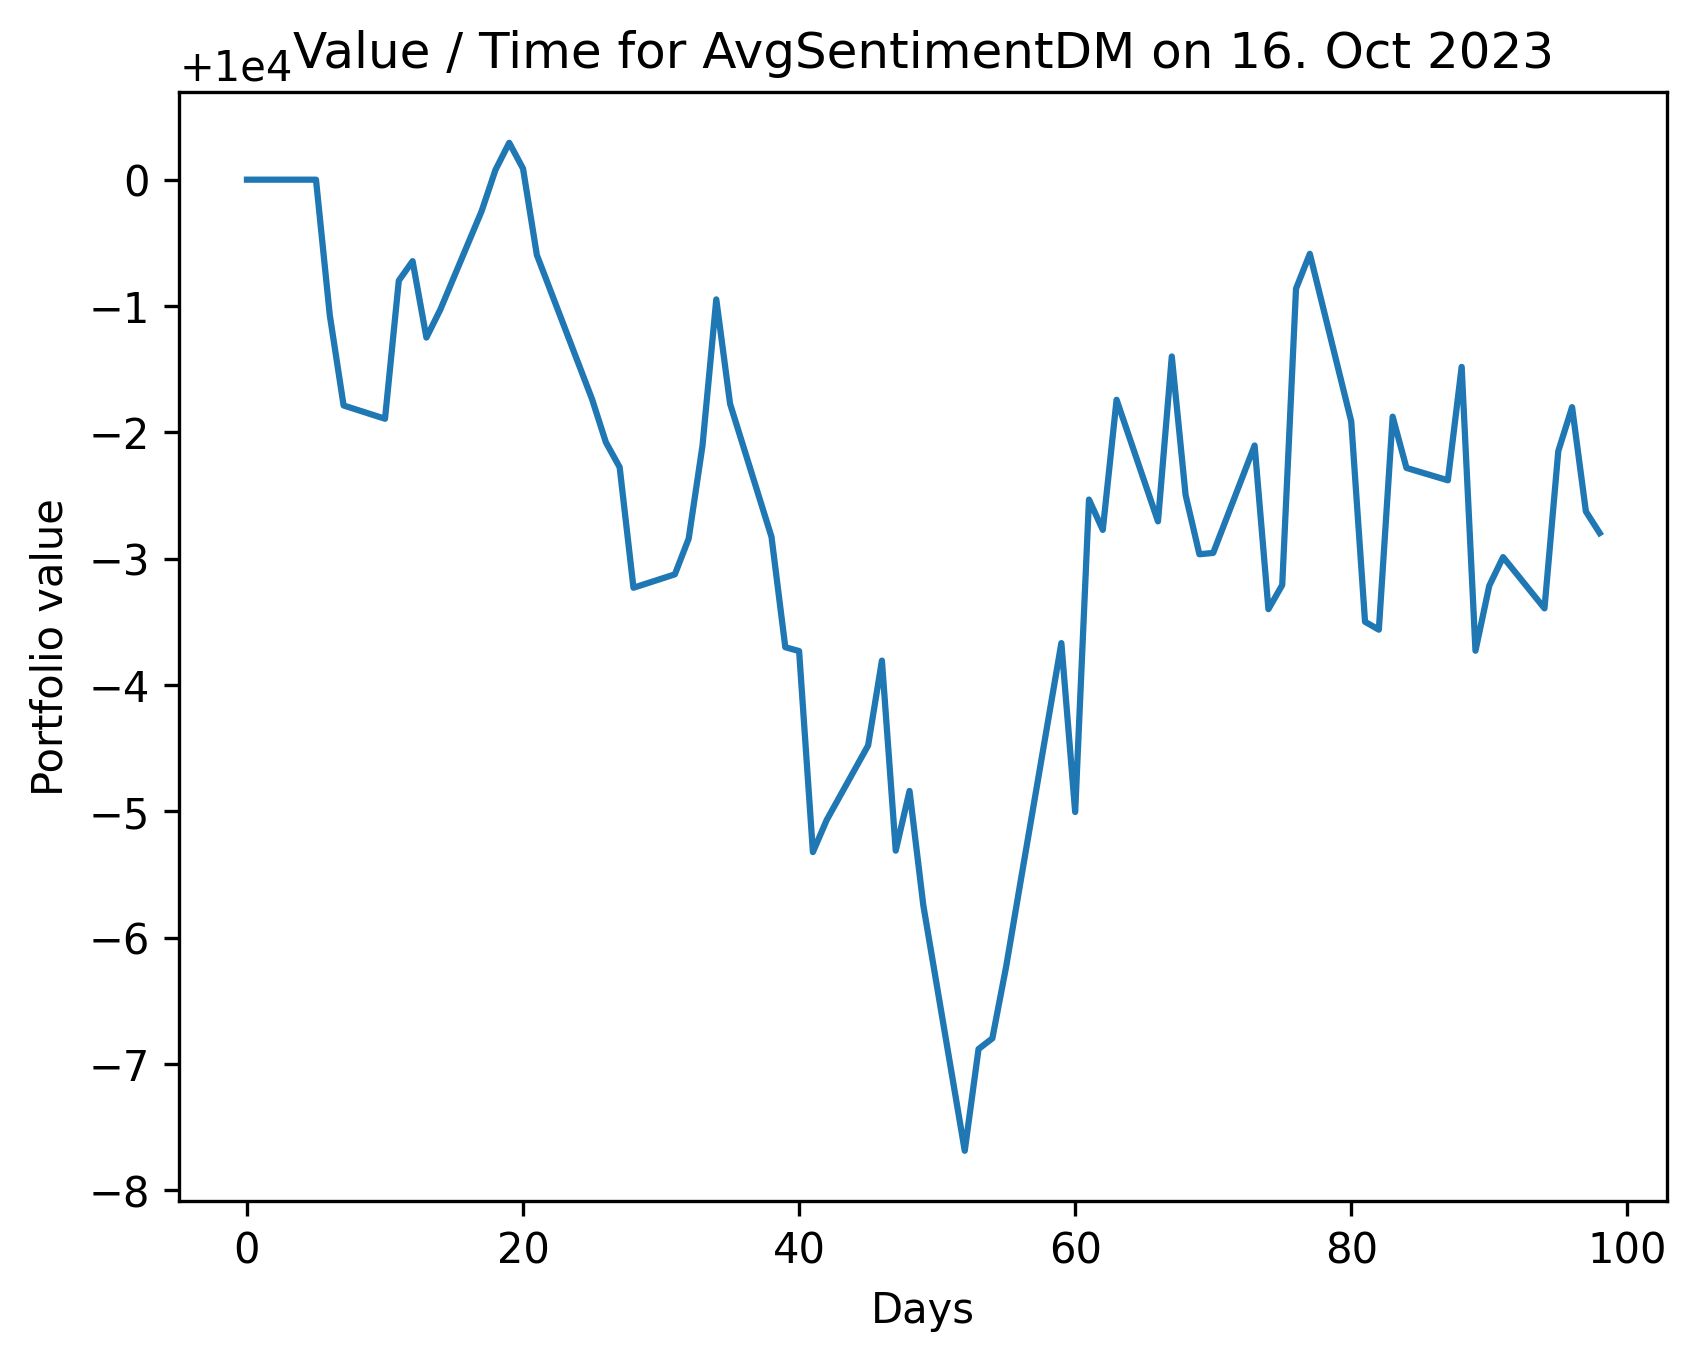 Value / Time for AvgSentimentDM on 16. Oct 2023
+1e4
0
−1
−2
−3
−4
−5
−6
−7
−8
Portfolio value
0 20 40 60 80 100
Days